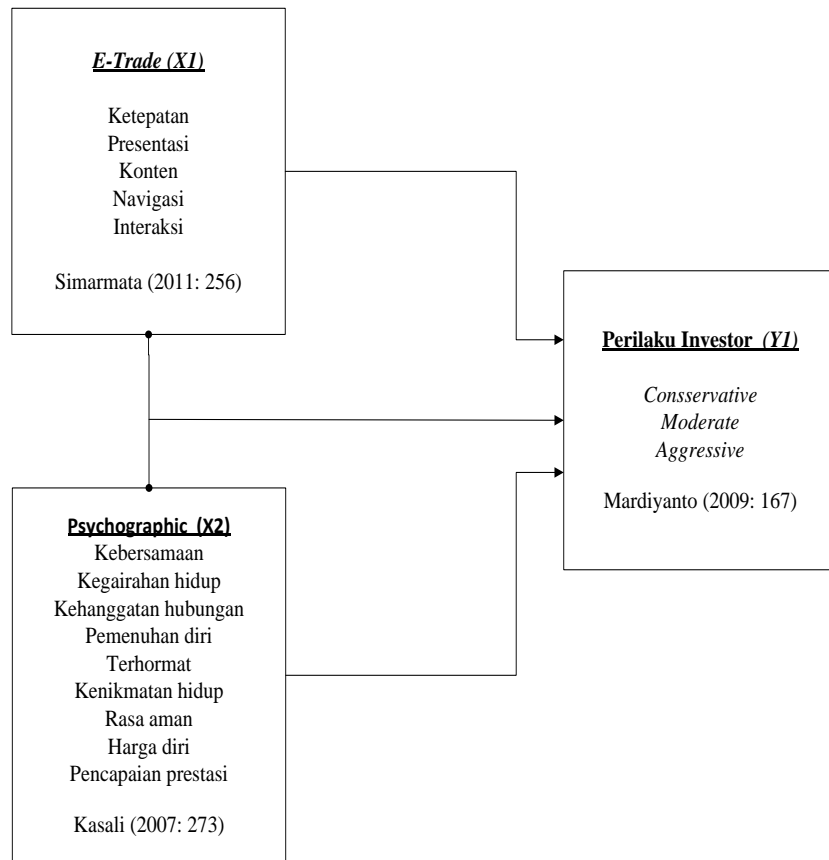 E-Trade (X1)
Ketepatan
Presentasi
Konten
Navigasi
Interaksi
Simarmata (2011: 256)
Perilaku Investor (Y1)
Consservative
Moderate
Aggressive
Mardiyanto (2009: 167)
Psychographic (X2)
Kebersamaan
Kegairahan hidup
Kehanggatan hubungan
Pemenuhan diri
Terhormat
Kenikmatan hidup
Rasa aman
Harga diri
Pencapaian prestasi
Kasali (2007: 273)